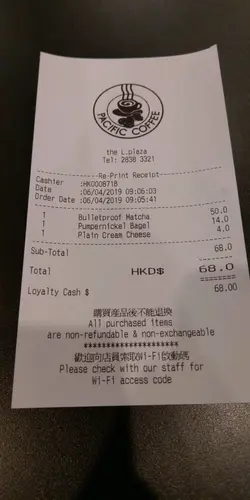 PACIFIC COFFEE
the L.plaza
Tel: 2838 3321
Re-Print Receipt
Cashier :HK0008718
Date :06/04/2019 09:06:03
Order Date :06/04/2019 09:05:41
1 Bulletproof Matcha 50.0
1 Pumpernickel Bagel 14.0
1 Plain Cream Cheese 4.0
Sub-Total 68.0
Total HKD$ 68.0
Loyalty Cash $ 68.00
購買產品後不能退換
All purchased items
are non-refundable & non-exchangeable
**********************
歡迎向店員索取Wi-Fi啟動碼
Please check with our staff for
Wi-Fi access code